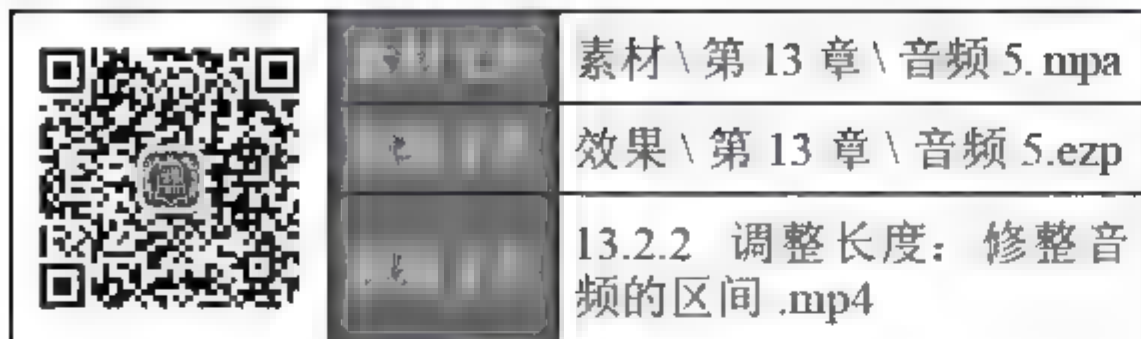 素材\第 13 章\音频 5. mpa
效果\第 13 章\音频 5.ezp
13.2.2 调整长度：修整音
频的区间 .mp4